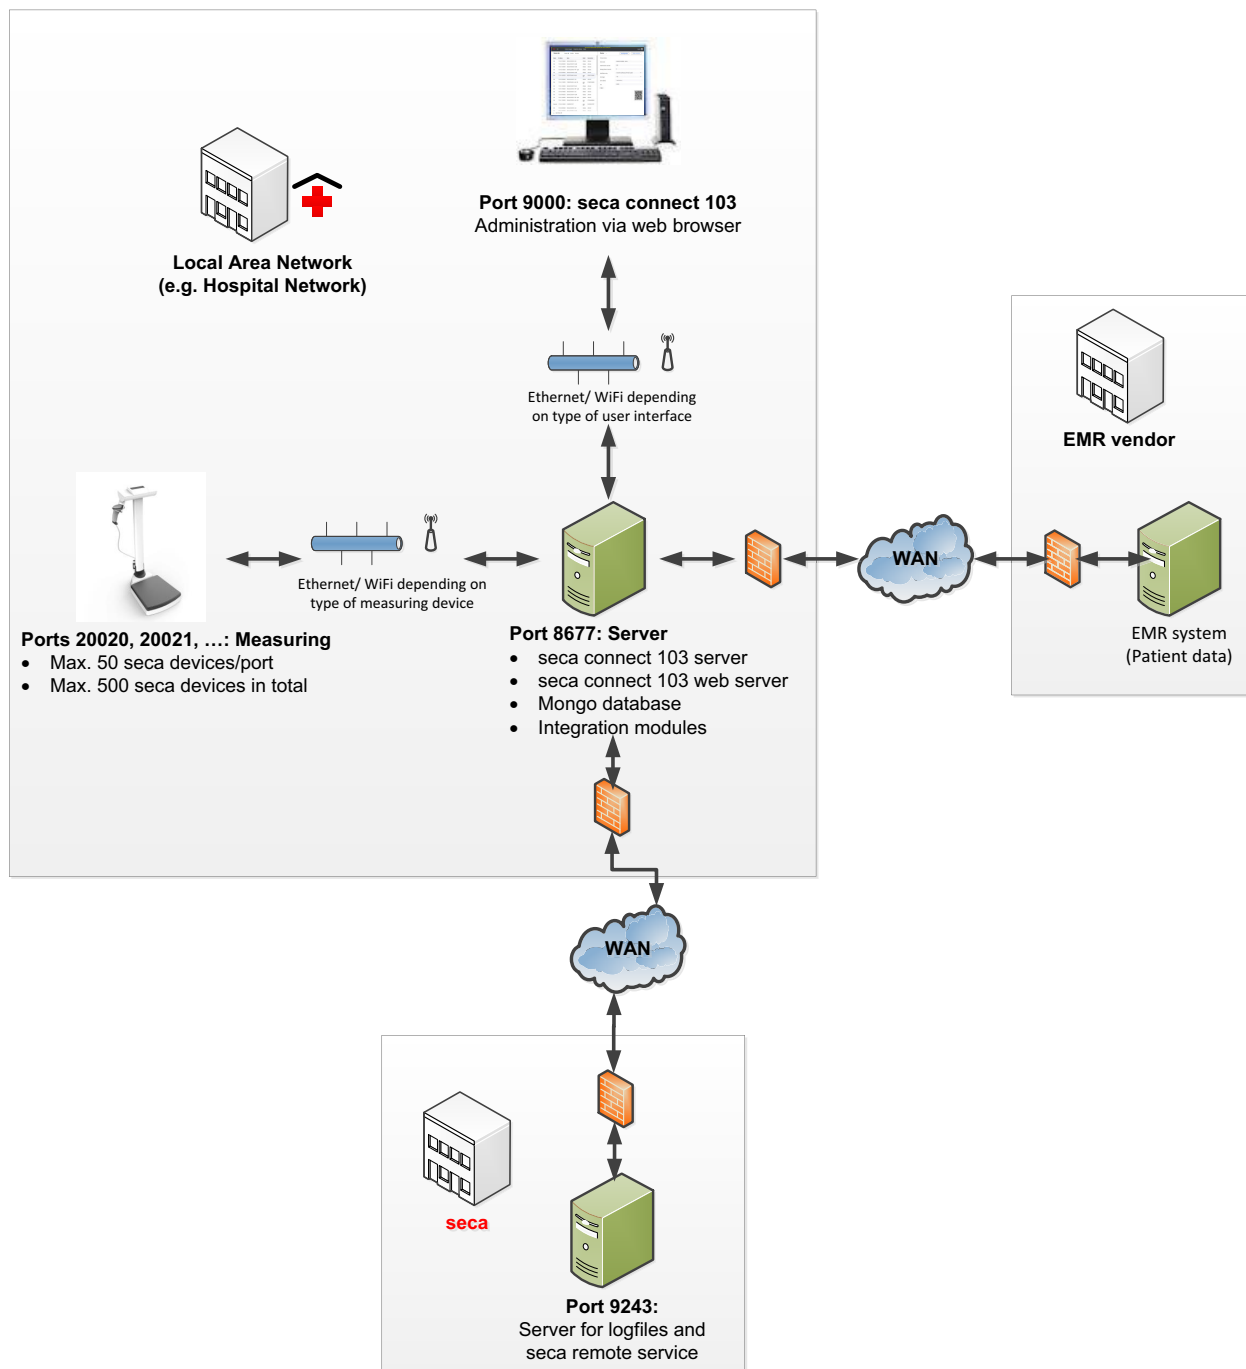 Port 9000: seca connect 103
Administration via web browser
Local Area Network
(e.g. Hospital Network)
Ethernet/ WiFi depending
on type of user interface
EMR vendor
Ethernet/ WiFi depending on
type of measuring device
WAN
Ports 20020, 20021, …: Measuring
• Max. 50 seca devices/port
• Max. 500 seca devices in total
Port 8677: Server
• seca connect 103 server
• seca connect 103 web server
• Mongo database
• Integration modules
EMR system
(Patient data)
WAN
seca
Port 9243:
Server for logfiles and
seca remote service